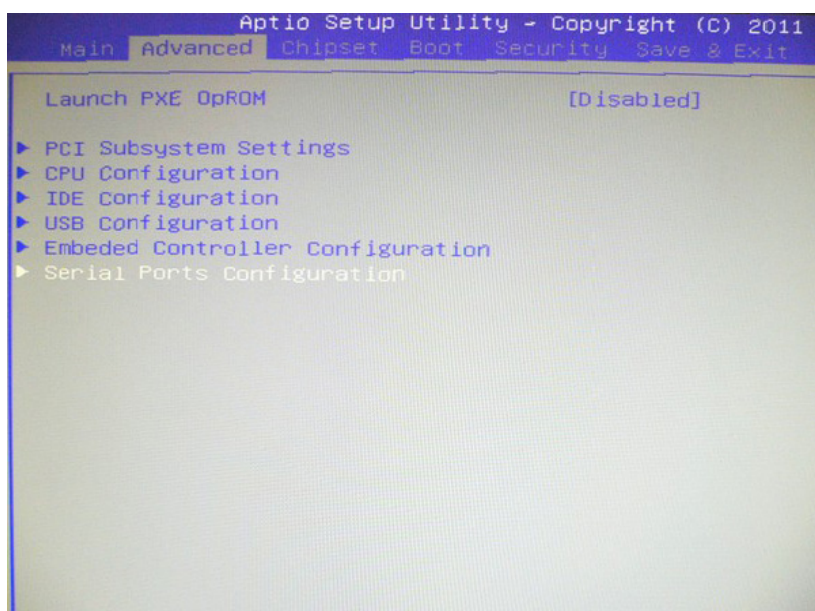 Aptio Setup Utility - Copyright (C) 2011
Main Advanced Chipset Boot Security Save & Exit
Launch PXE OpROM [Disabled]
▶ PCI Subsystem Settings
▶ CPU Configuration
▶ IDE Configuration
▶ USB Configuration
▶ Embeded Controller Configuration
▶ Serial Ports Configuration